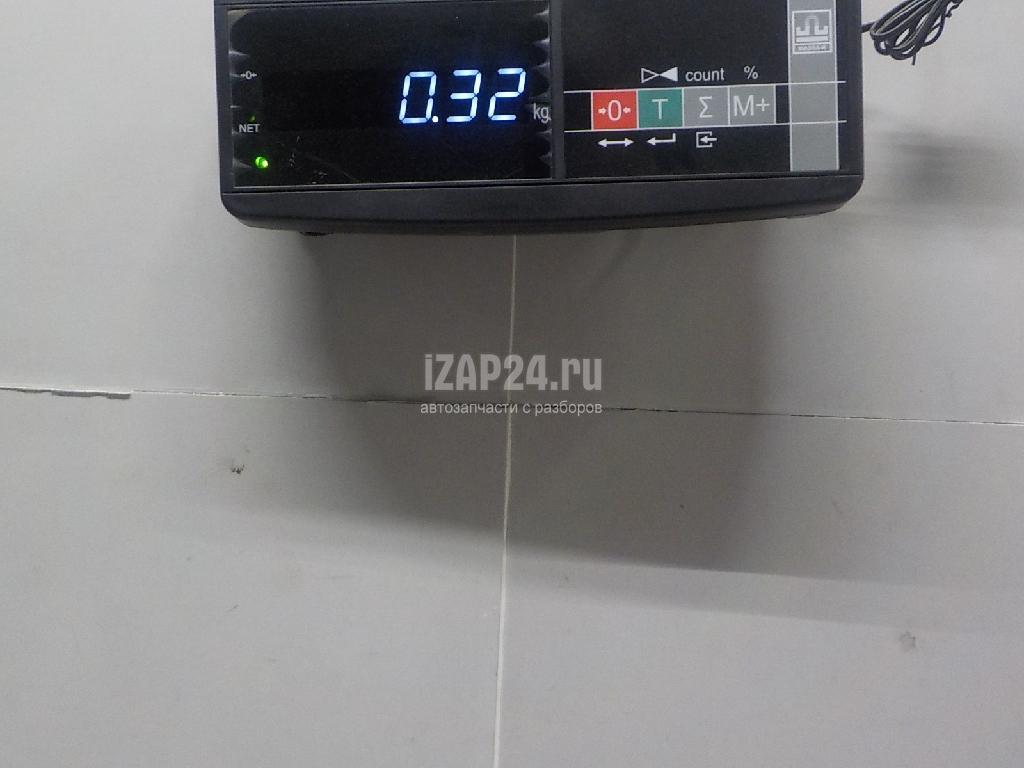 0.32 kg
→0←
NET
count %
→0← T Σ M+
iZAP24.ru
автозапчасти с разборов